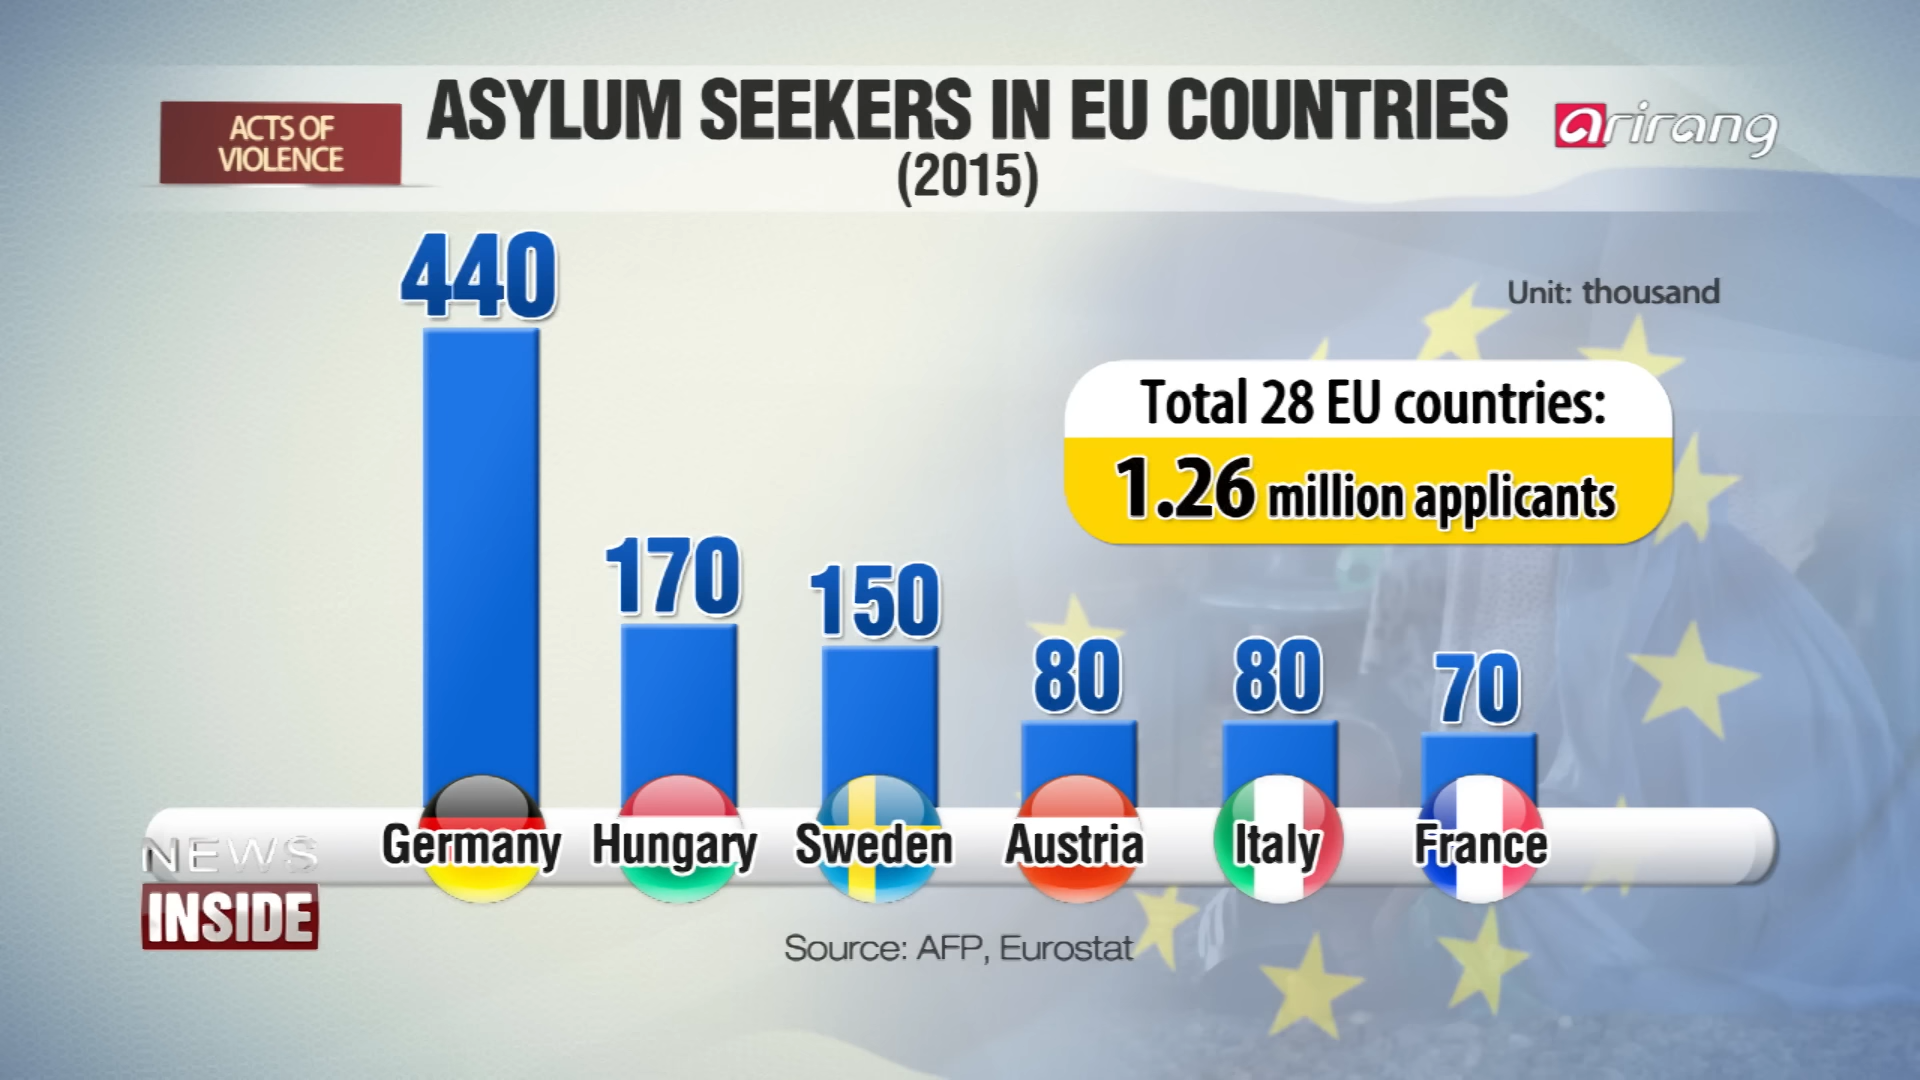 ACTS OF
VIOLENCE
ASYLUM SEEKERS IN EU COUNTRIES
(2015)
arirang
Unit: thousand
Total 28 EU countries:
1.26 million applicants
440
170
150
80
80
70
Germany
Hungary
Sweden
Austria
Italy
France
NEWS
INSIDE
Source: AFP, Eurostat